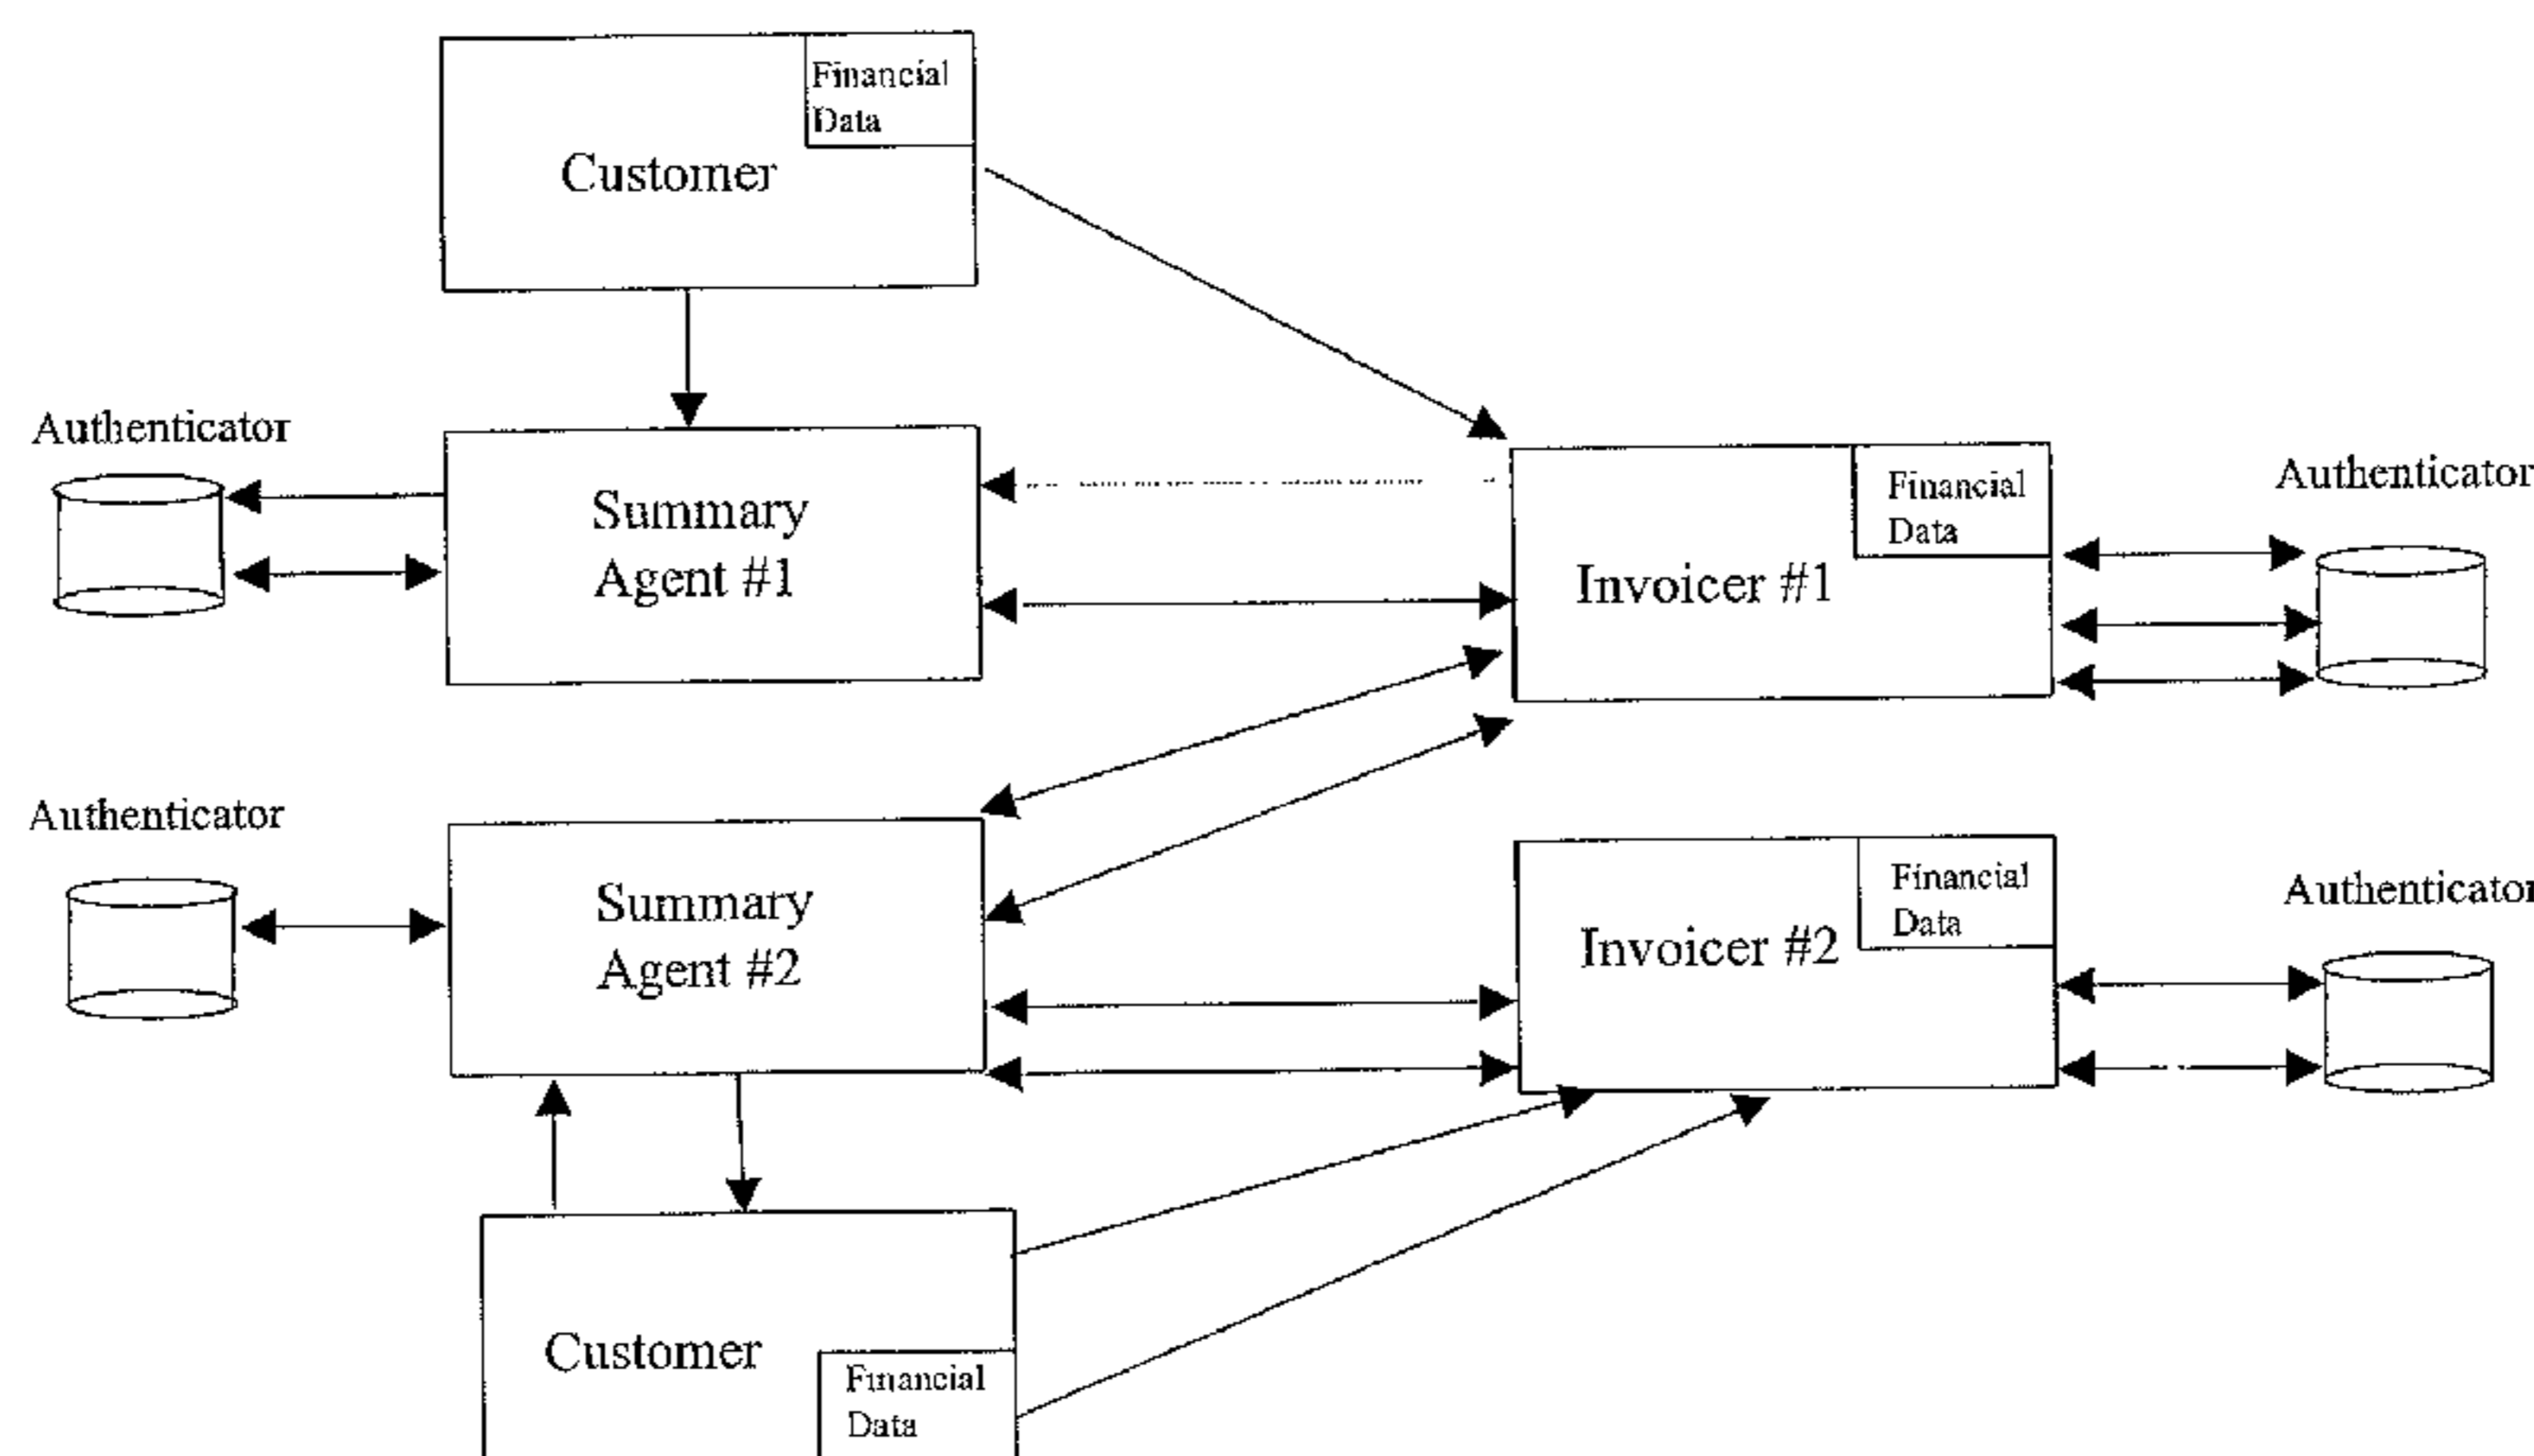 Financial
Data
Customer
Authenticator
Summary
Agent #1
Financial
Data
Invoicer #1
Authenticator
Authenticator
Summary
Agent #2
Financial
Data
Invoicer #2
Authenticator
Customer
Financial
Data